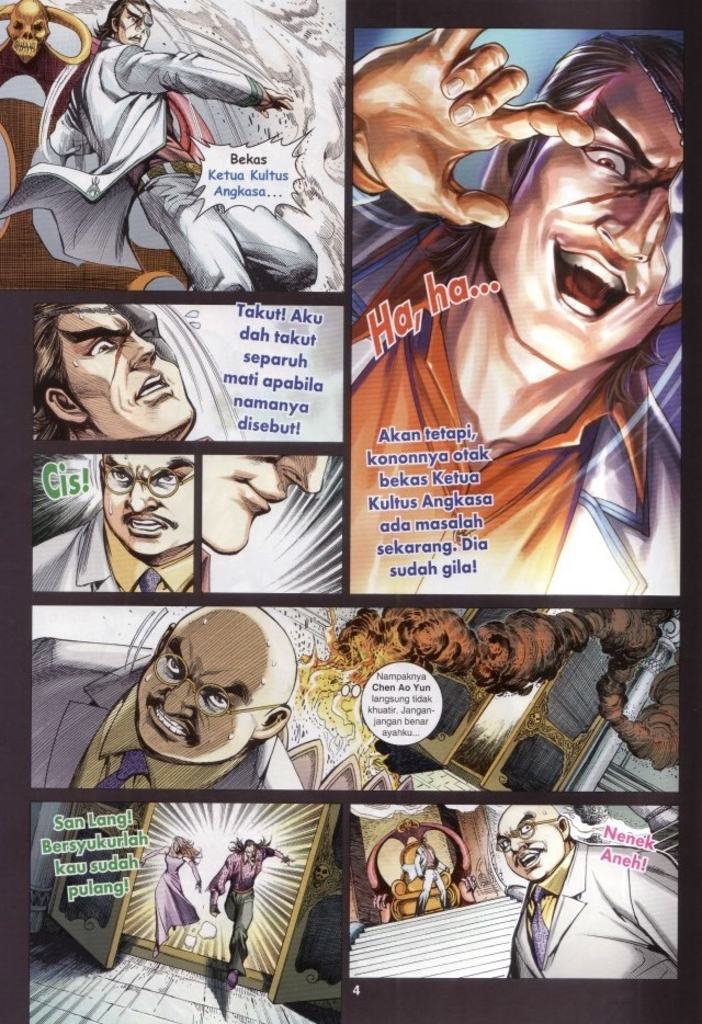 Bekas
Ketua Kultus
Angkasa...
Ha, ha...
Akan tetapi,
kononnya otak
bekas Ketua
Kultus Angkasa
ada masalah
sekarang. Dia
sudah gila!
Takut! Aku
dah takut
separuh
mati apabila
namanya
disebut!
Cis!
Nampaknya
Chen Ao Yun
langsung tidak
khuatir. Jangan-
jangan benar
ayahku...
San Lang!
Bersyukurlah
kau sudah
pulang!
Nenek
Aneh!
4